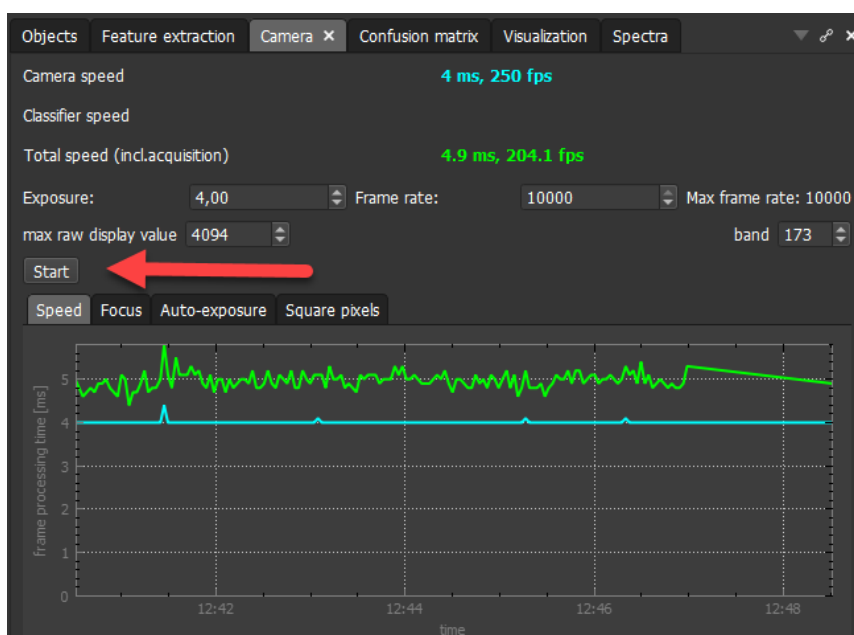 Objects Feature extraction Camera × Confusion matrix Visualization Spectra
Camera speed 4 ms, 250 fps
Classifier speed
Total speed (incl.acquisition) 4.9 ms, 204.1 fps
Exposure: 4,00 Frame rate: 10000 Max frame rate: 10000
max raw display value 4094 band 173
Start
Speed Focus Auto-exposure Square pixels
frame processing time [ms]
5
4
3
2
1
0
12:42 12:44 12:46 12:48
time